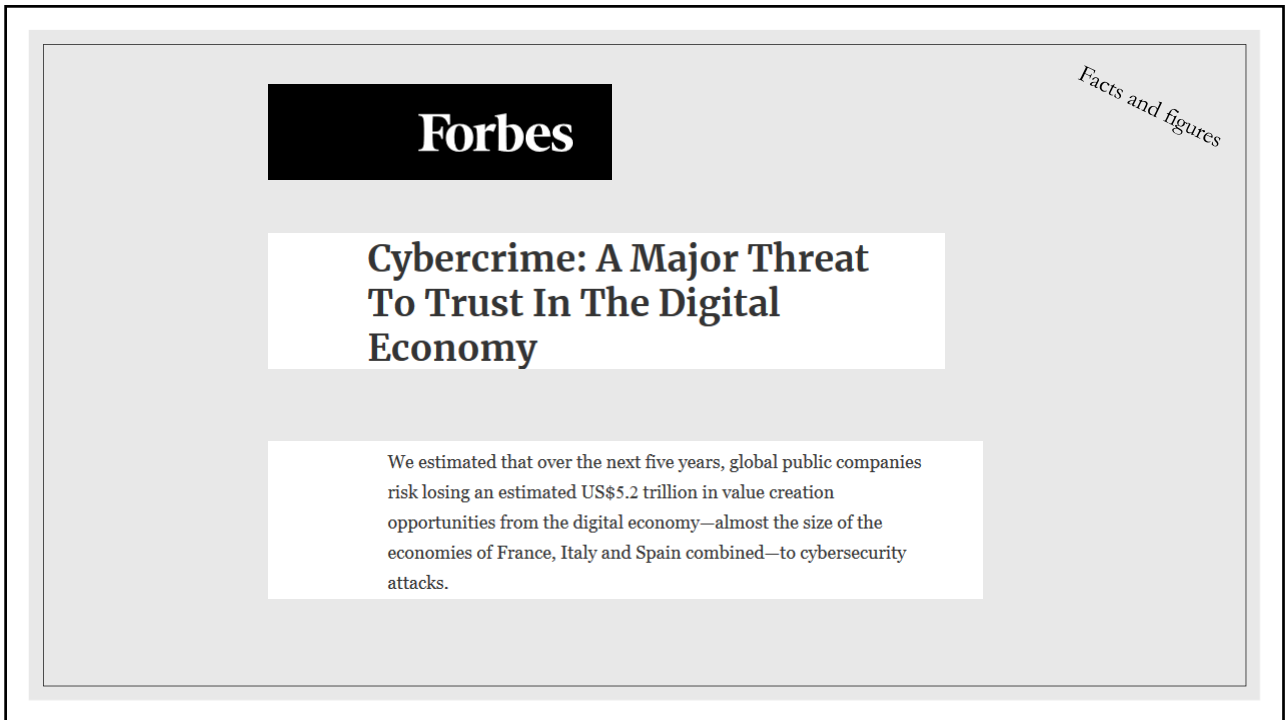 Facts and figures
Forbes
Cybercrime: A Major Threat
To Trust In The Digital
Economy
We estimated that over the next five years, global public companies
risk losing an estimated US$5.2 trillion in value creation
opportunities from the digital economy—almost the size of the
economies of France, Italy and Spain combined—to cybersecurity
attacks.